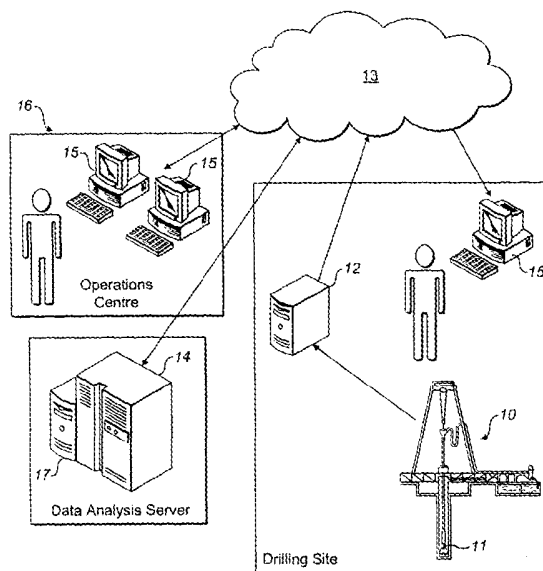 13
16
15
15
Operations
Centre
12
15
14
17
Data Analysis Server
10
11
Drilling Site